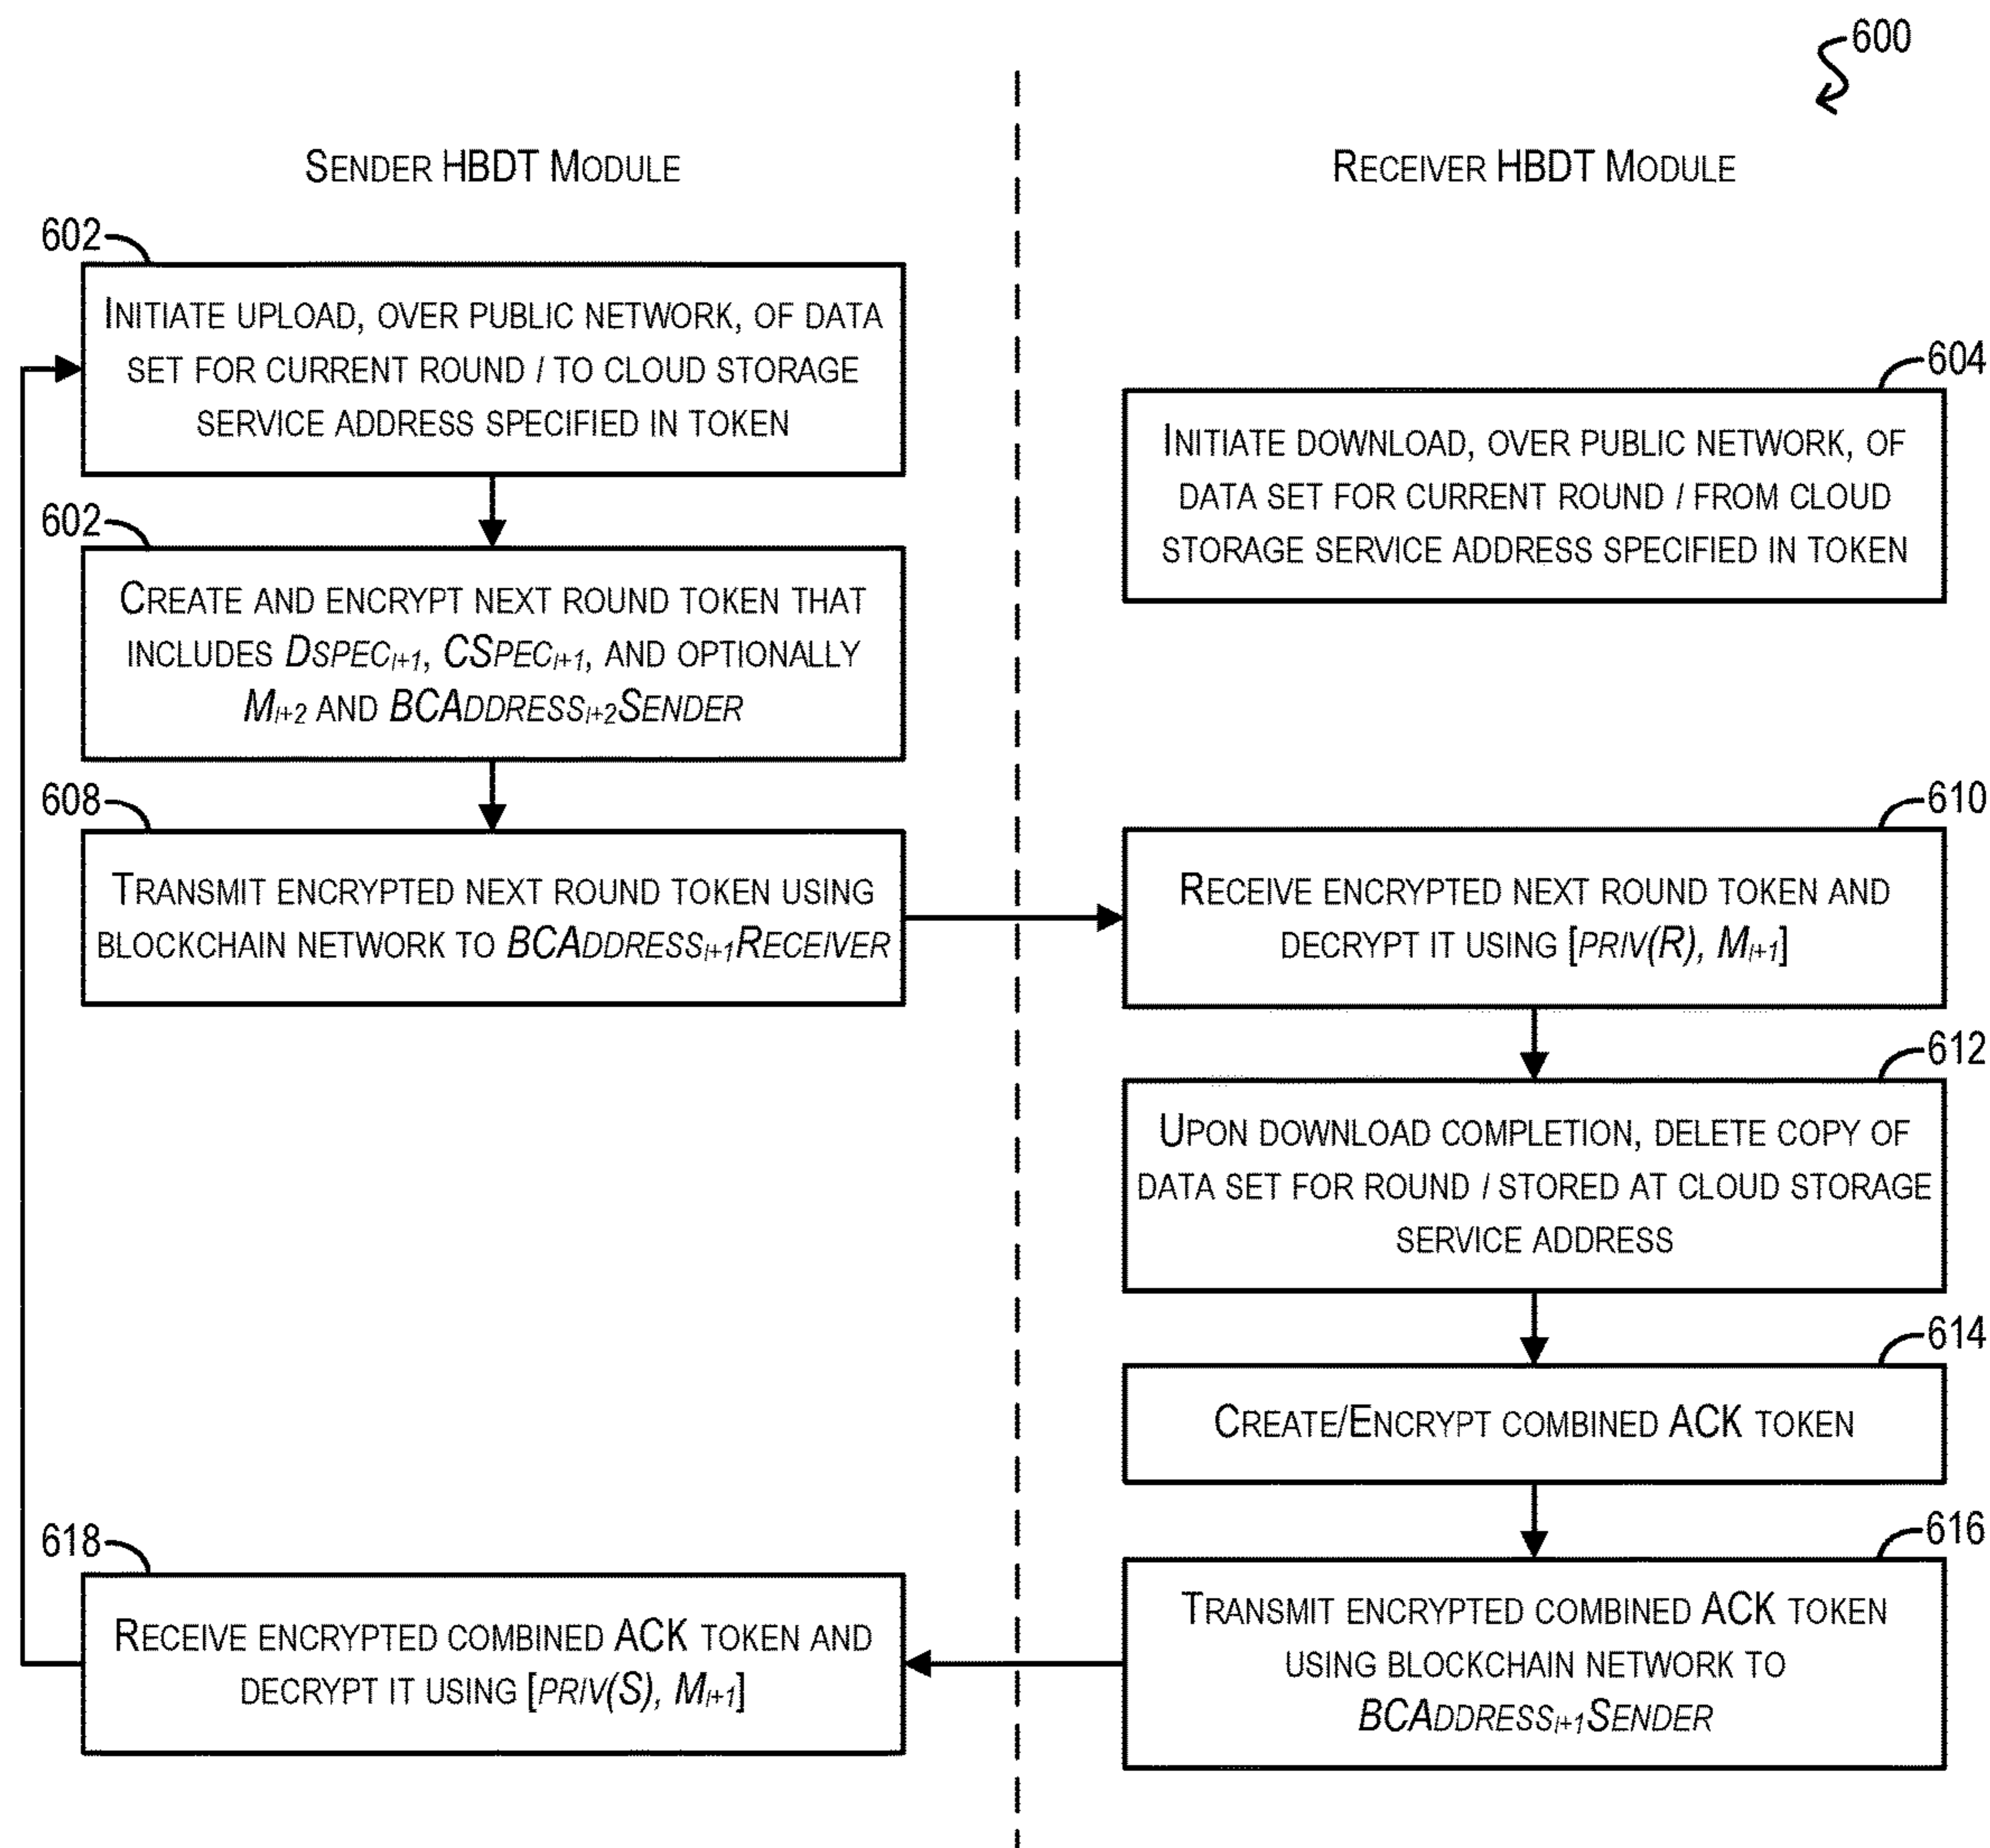 600
SENDER HBDT MODULE
RECEIVER HBDT MODULE
602
INITIATE UPLOAD, OVER PUBLIC NETWORK, OF DATA
SET FOR CURRENT ROUND I TO CLOUD STORAGE
SERVICE ADDRESS SPECIFIED IN TOKEN
604
INITIATE DOWNLOAD, OVER PUBLIC NETWORK, OF
DATA SET FOR CURRENT ROUND I FROM CLOUD
STORAGE SERVICE ADDRESS SPECIFIED IN TOKEN
602
CREATE AND ENCRYPT NEXT ROUND TOKEN THAT
INCLUDES DSPECI+1, CSPECI+1, AND OPTIONALLY
MI+2 AND BCADDRESSI+2SENDER
608
TRANSMIT ENCRYPTED NEXT ROUND TOKEN USING
BLOCKCHAIN NETWORK TO BCADDRESSI+1RECEIVER
610
RECEIVE ENCRYPTED NEXT ROUND TOKEN AND
DECRYPT IT USING [PRIV(R), MI+1]
612
UPON DOWNLOAD COMPLETION, DELETE COPY OF
DATA SET FOR ROUND I STORED AT CLOUD STORAGE
SERVICE ADDRESS
614
CREATE/ENCRYPT COMBINED ACK TOKEN
616
TRANSMIT ENCRYPTED COMBINED ACK TOKEN
USING BLOCKCHAIN NETWORK TO
BCADDRESSI+1SENDER
618
RECEIVE ENCRYPTED COMBINED ACK TOKEN AND
DECRYPT IT USING [PRIV(S), MI+1]